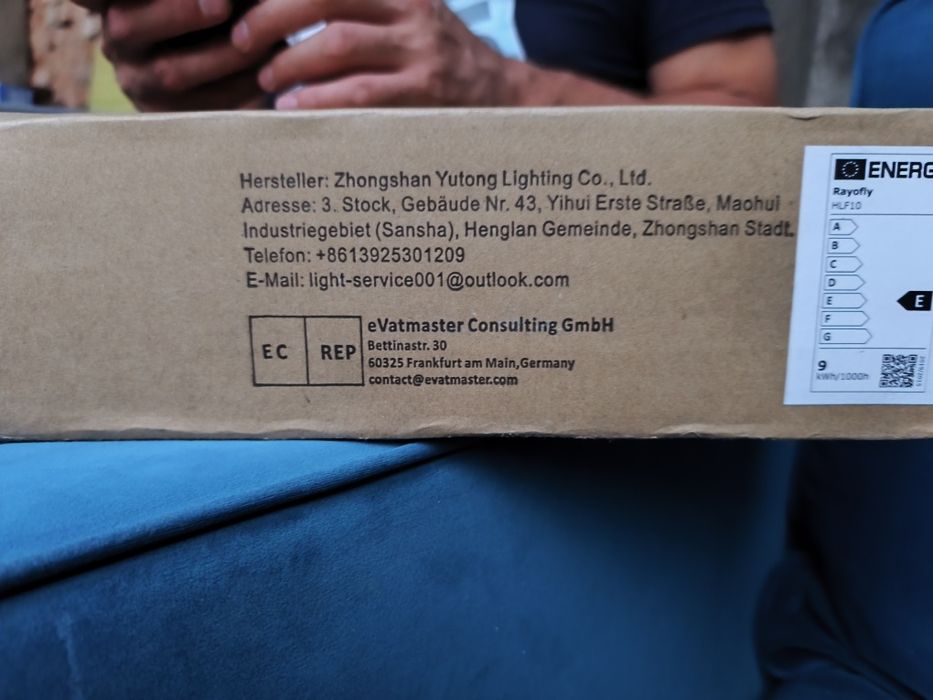 Hersteller: Zhongshan Yutong Lighting Co., Ltd.
Adresse: 3. Stock, Gebäude Nr. 43, Yihui Erste Straße, Maohui
Industriegebiet (Sansha), Henglan Gemeinde, Zhongshan Stadt.
Telefon: +8613925301209
E-Mail: light-service001@outlook.com
EC REP
eVatmaster Consulting GmbH
Bettinastr. 30
60325 Frankfurt am Main,Germany
contact@evatmaster.com
ENERG
Rayofly
HLF10
A
B
C
D
E
E
F
G
9
kWh/1000h
2019/2015